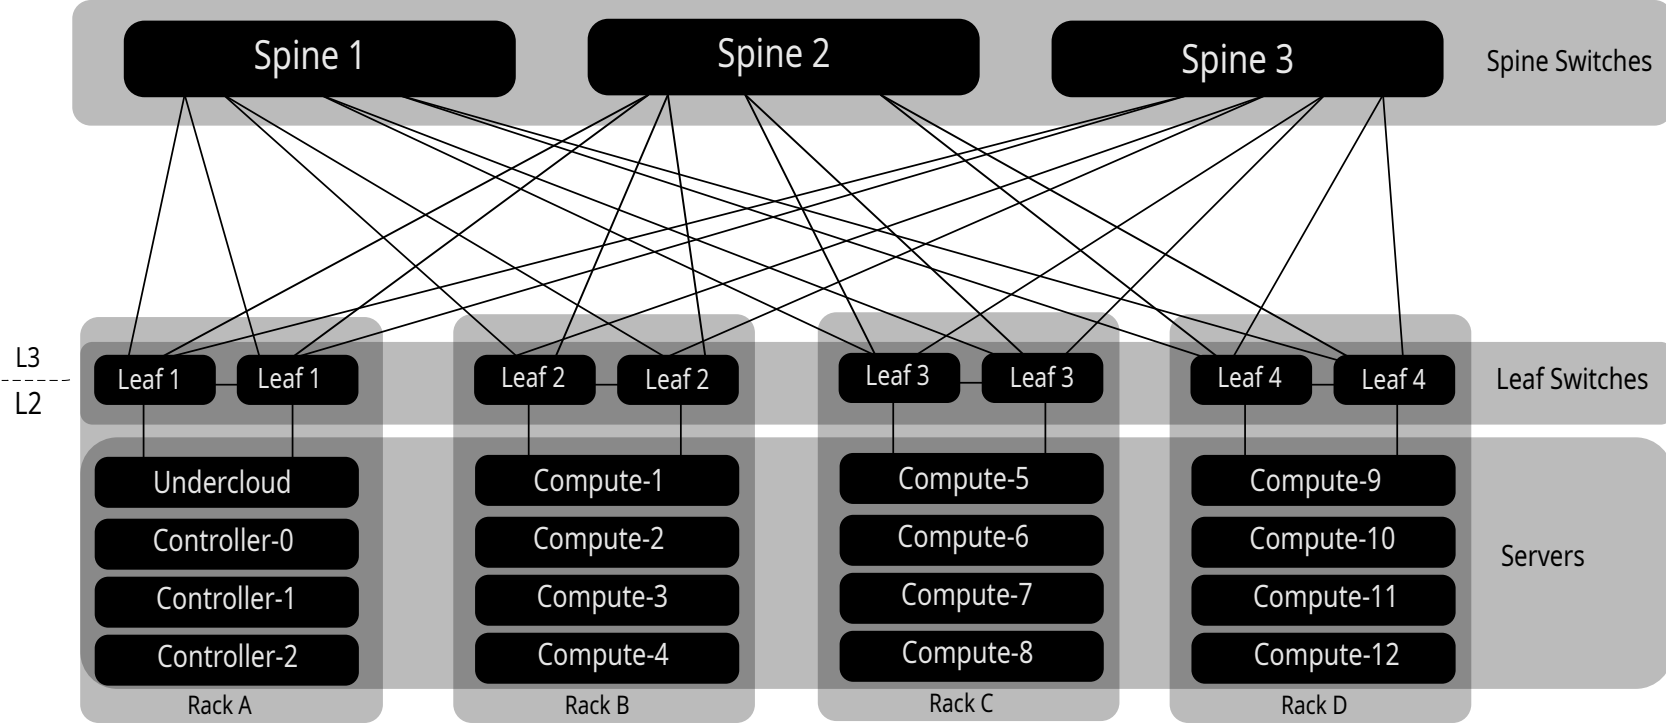 Spine 1
Spine 2
Spine 3
Spine Switches
L3
L2
Leaf 1
Leaf 1
Leaf 2
Leaf 2
Leaf 3
Leaf 3
Leaf 4
Leaf 4
Leaf Switches
Undercloud
Controller-0
Controller-1
Controller-2
Rack A
Compute-1
Compute-2
Compute-3
Compute-4
Rack B
Compute-5
Compute-6
Compute-7
Compute-8
Rack C
Compute-9
Compute-10
Compute-11
Compute-12
Rack D
Servers